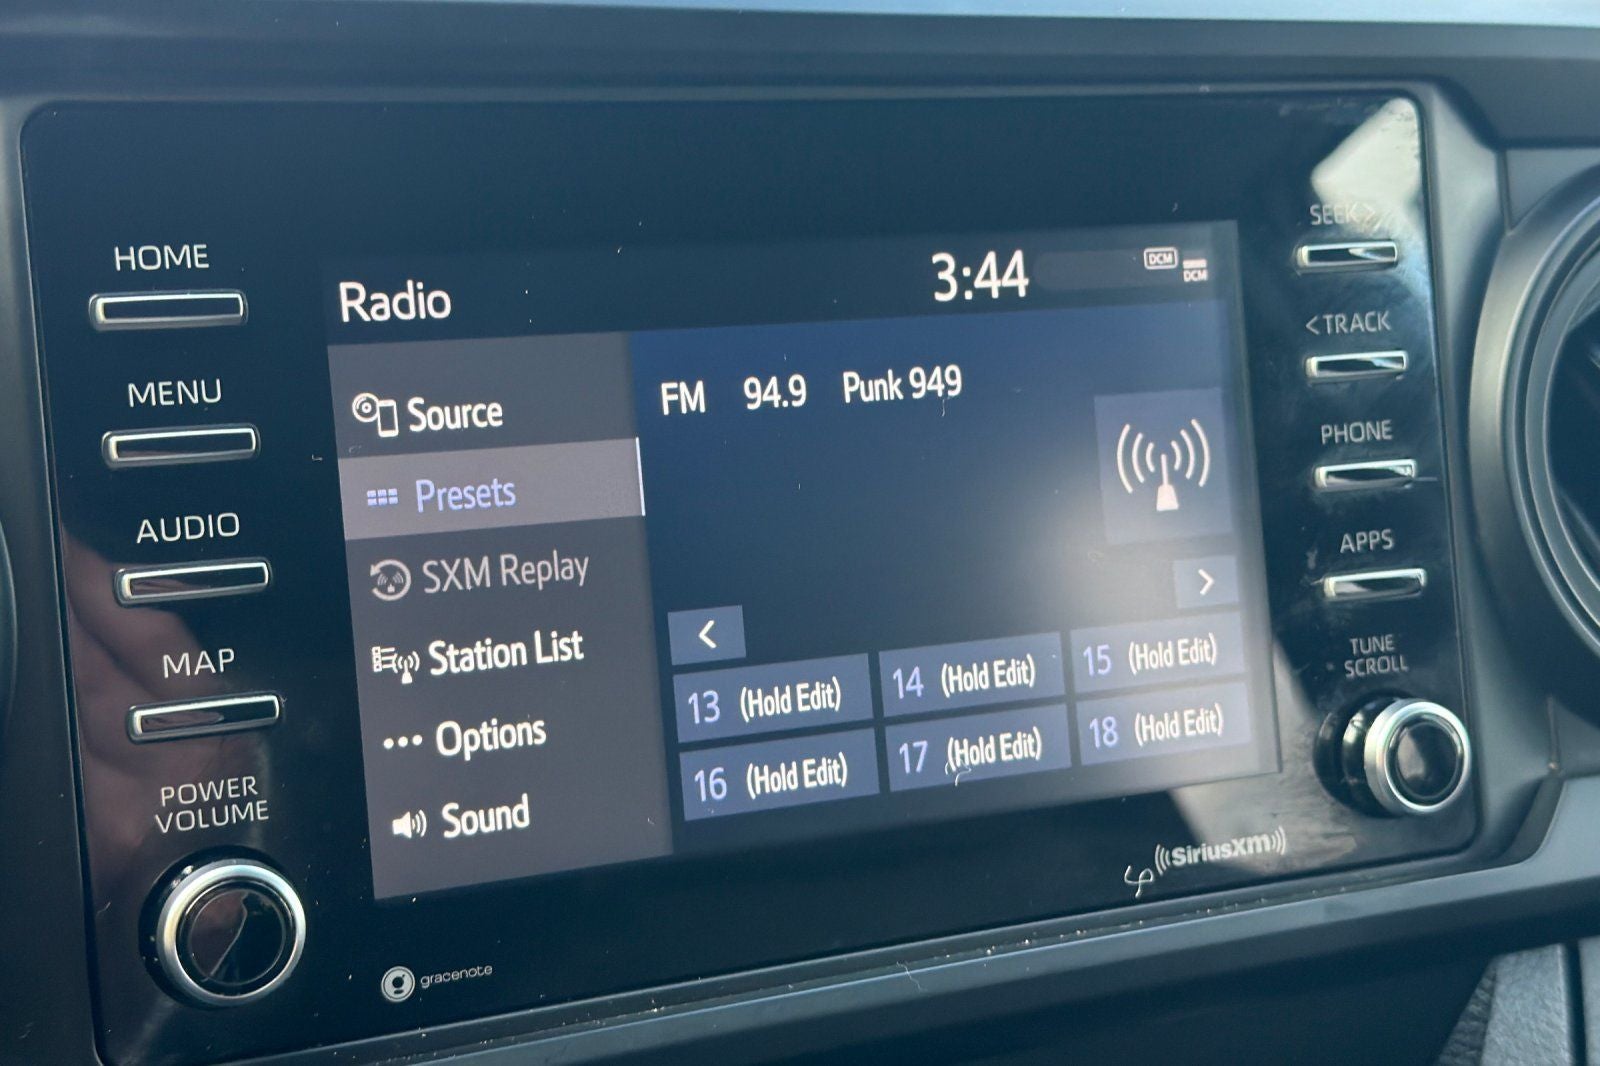 HOME
MENU
AUDIO
MAP
POWER
VOLUME
Radio
3:44
DCM
DCM
Source
Presets
SXM Replay
Station List
Options
Sound
FM 94.9 Punk 949
<
>
13 (Hold Edit)
14 (Hold Edit)
15 (Hold Edit)
16 (Hold Edit)
17 (Hold Edit)
18 (Hold Edit)
SEEK>
<TRACK
PHONE
APPS
TUNE
SCROLL
SiriusXM
gracenote